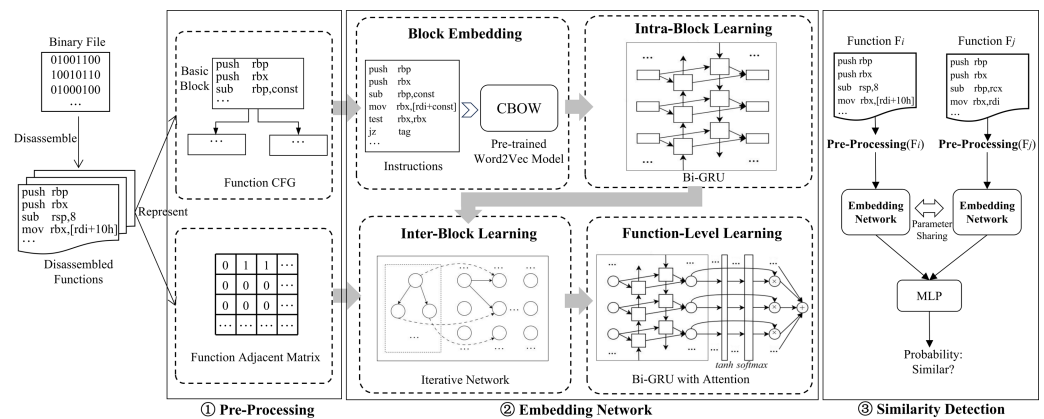 Binary File
01001100
10010110
01000100
…
Disassemble
push rbp
push rbx
sub rsp,8
mov rbx,[rdi+10h]
…
Disassembled
Functions
Represent
Basic
Block
push rbp
push rbx
sub rbp,const
…
…
…
Function CFG
0 1 1 …
0 0 0 …
0 0 0 …
… … … …
Function Adjacent Matrix
① Pre-Processing
Block Embedding
push rbp
push rbx
sub rbp,const
mov rbx,[rdi+const]
test rbx,rbx
jz tag
…
Instructions
CBOW
Pre-trained
Word2Vec Model
Intra-Block Learning
… … …
… … …
Bi-GRU
Inter-Block Learning
… … …
…
… … …
Iterative Network
Function-Level Learning
… … … … … …
… … … … … …
tanh softmax
Bi-GRU with Attention
② Embedding Network
Function Fi
push rbp
push rbx
sub rsp,8
mov rbx,[rdi+10h]
…
Function Fj
push rbp
push rbx
sub rbp,rcx
mov rbx,rdi
…
Pre-Processing(Fi)
Pre-Processing(Fj)
Embedding
Network
Parameter
Sharing
Embedding
Network
MLP
Probability:
Similar?
③ Similarity Detection